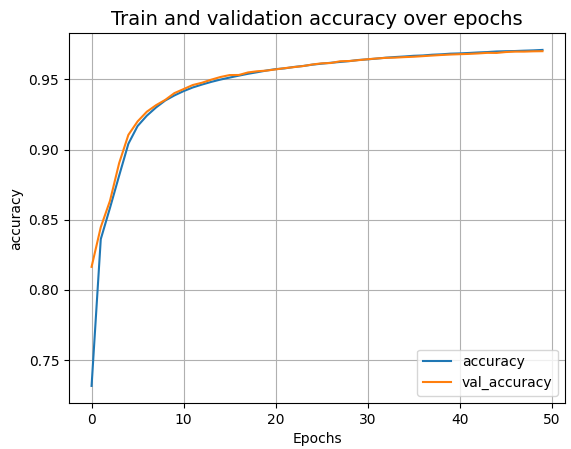 Train and validation accuracy over epochs
0.95
0.90
0.85
0.80
0.75
accuracy
accuracy
val_accuracy
0
10
20
30
40
50
Epochs